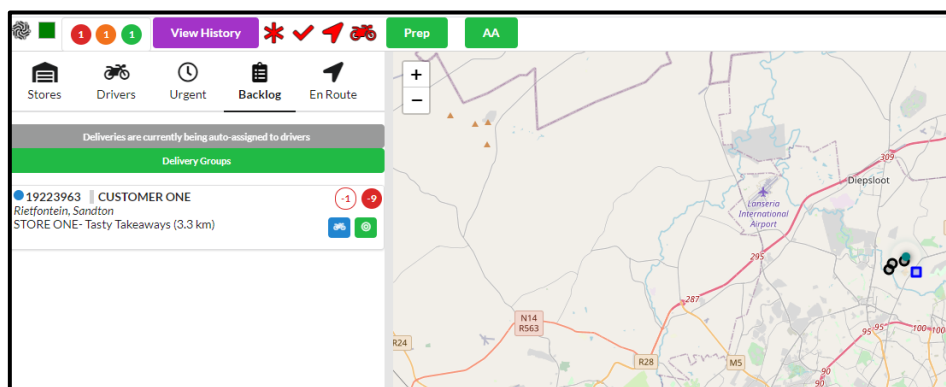 1 1 1 View History Prep AA
Stores Drivers Urgent Backlog En Route
Deliveries are currently being auto-assigned to drivers
Delivery Groups
19223963 CUSTOMER ONE -1 -9
Rietfontein, Sandton
STORE ONE- Tasty Takeaways (3.3 km)
+
−
309
Diepsloot
Lanseria
International
Airport
295
287
N14
R563
R24
R28
M5
95 95 100 100
90
90